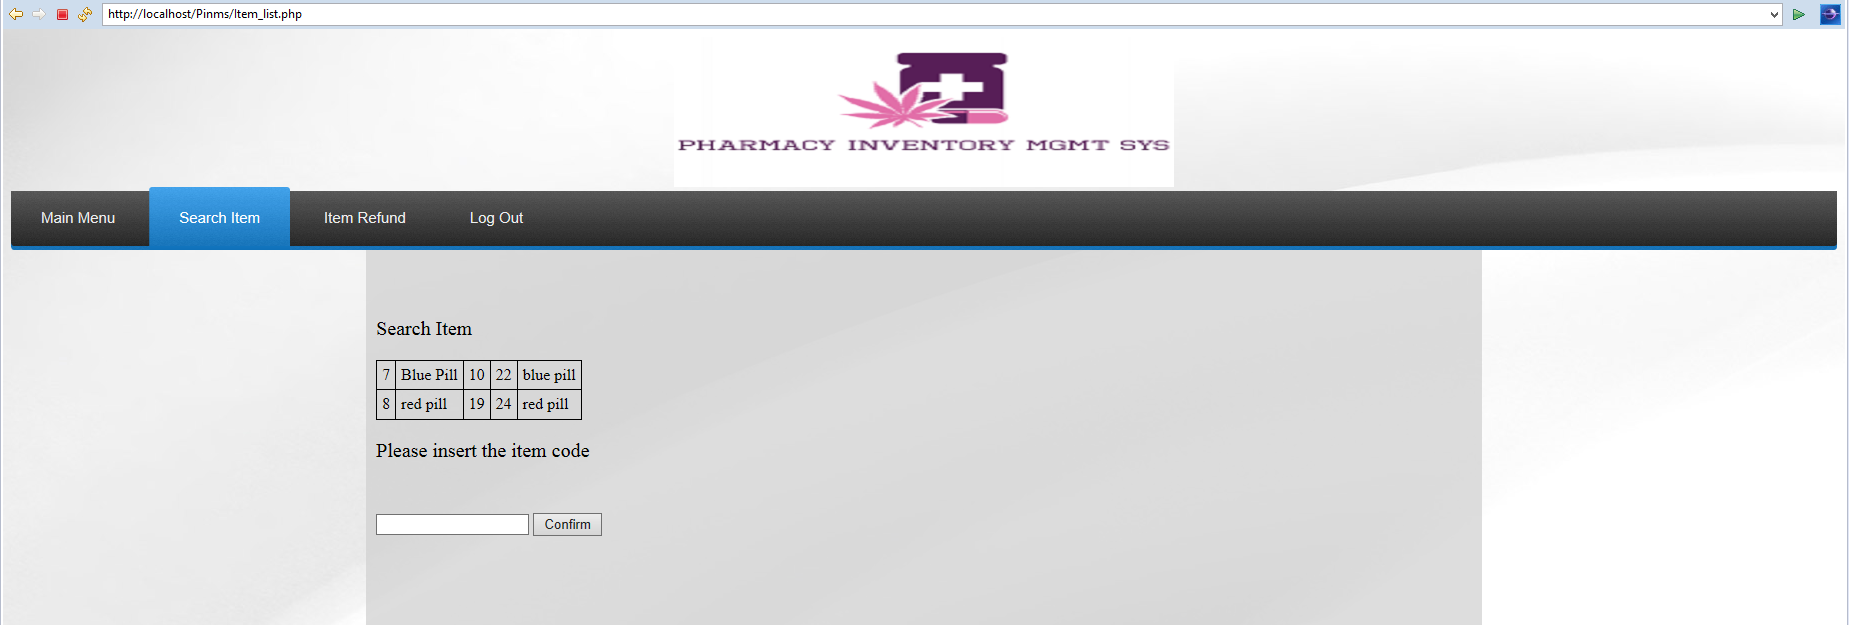 http://localhost/Pinms/Item_list.php
PHARMACY INVENTORY MGMT SYS
Main Menu Search Item Item Refund Log Out
Search Item
7 Blue Pill 10 22 blue pill
8 red pill 19 24 red pill
Please insert the item code
Confirm